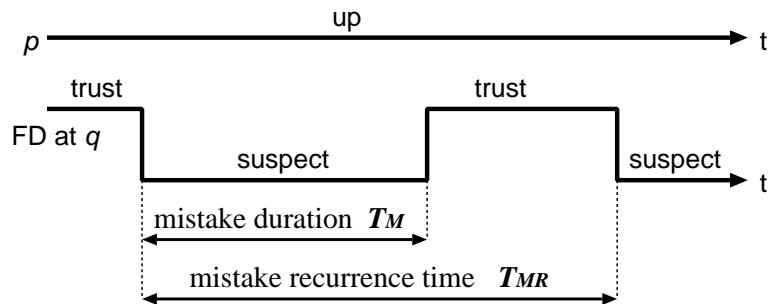 up
p t
trust trust
FD at q
suspect suspect
t
mistake duration TM
mistake recurrence time TMR